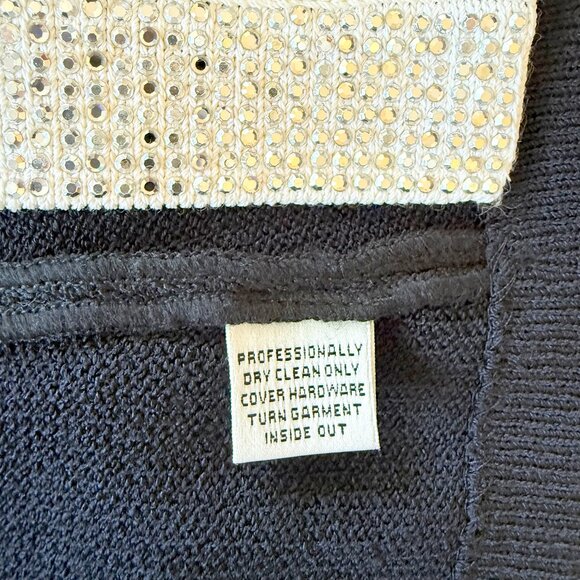 PROFESSIONALLY
DRY CLEAN ONLY
COVER HARDWARE
TURN GARMENT
INSIDE OUT